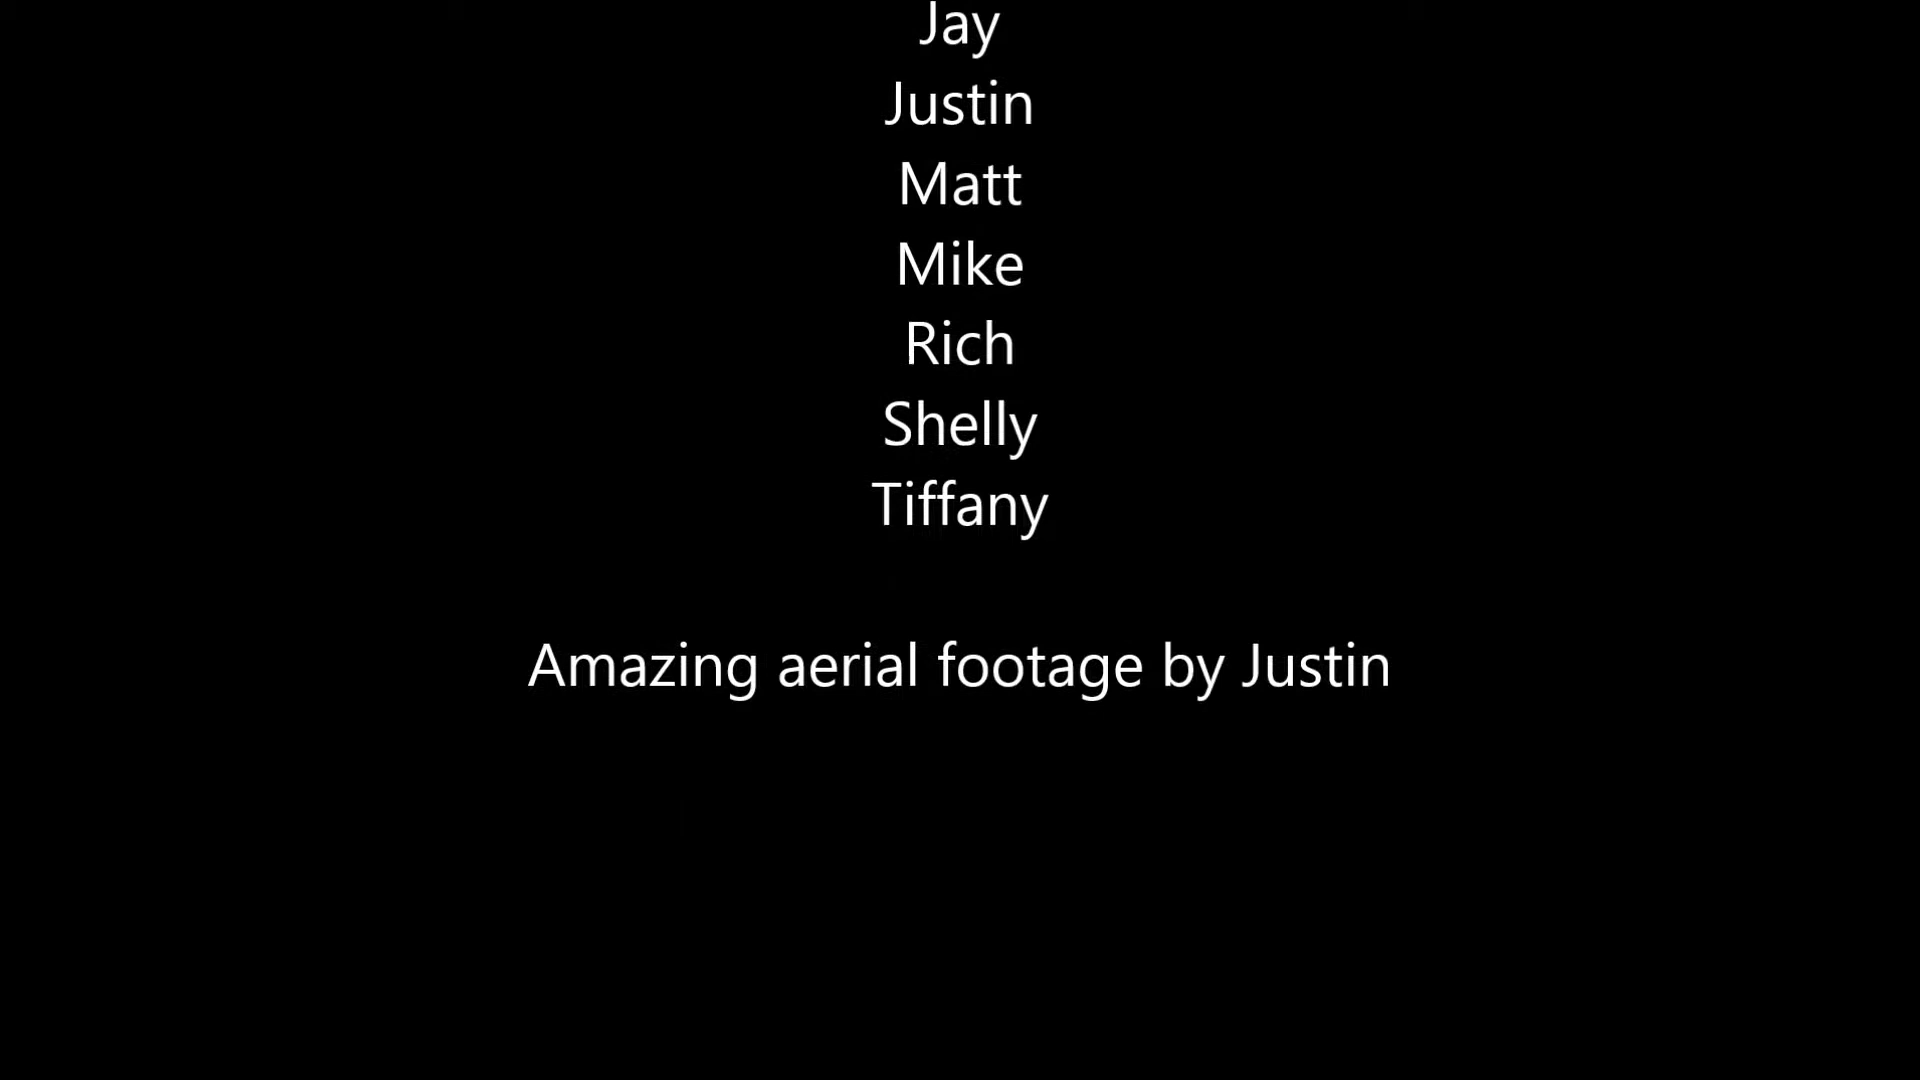 Jay
Justin
Matt
Mike
Rich
Shelly
Tiffany
Amazing aerial footage by Justin